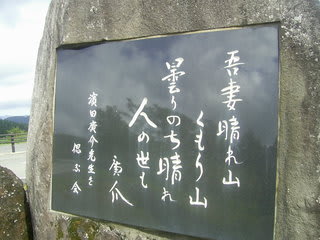 吾妻晴れ山
くもり山
曇りのち晴れ
人の世も
廣介
濱田廣介先生を
偲ぶ会